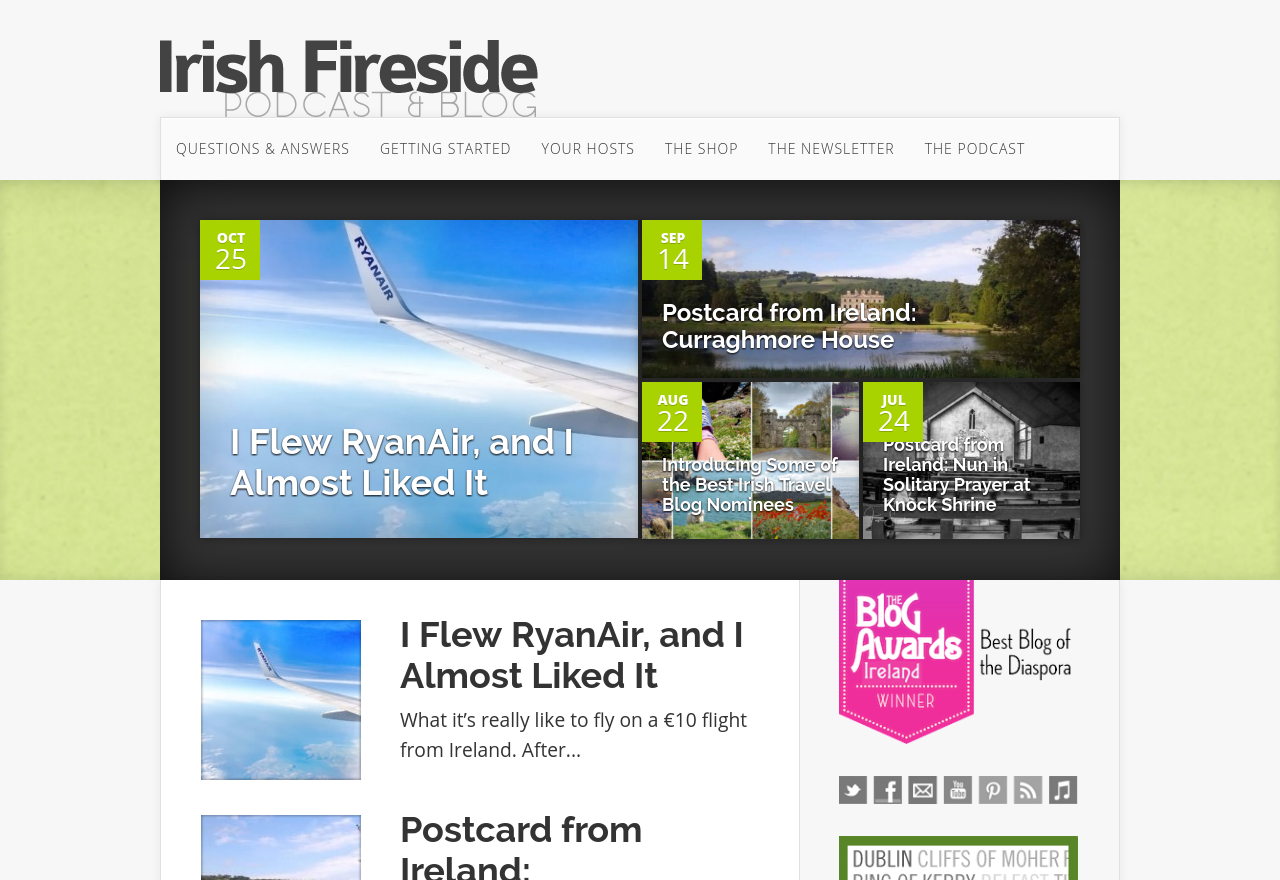 Irish Fireside
PODCAST & BLOG
QUESTIONS & ANSWERS GETTING STARTED YOUR HOSTS THE SHOP THE NEWSLETTER THE PODCAST
OCT
25
RYANAIR
I Flew RyanAir, and I
Almost Liked It
SEP
14
Postcard from Ireland:
Curraghmore House
AUG
22
Introducing Some of
the Best Irish Travel
Blog Nominees
JUL
24
Postcard from
Ireland: Nun in
Solitary Prayer at
Knock Shrine
RYANAIR
I Flew RyanAir, and I
Almost Liked It
What it’s really like to fly on a €10 flight
from Ireland. After...
Postcard from
Ireland:
THE
BLOG
AWARDS
Ireland
WINNER
Best Blog of
the Diaspora
You
Tube
DUBLIN CLIFFS OF MOHER
RING OF KERRY BELFAST